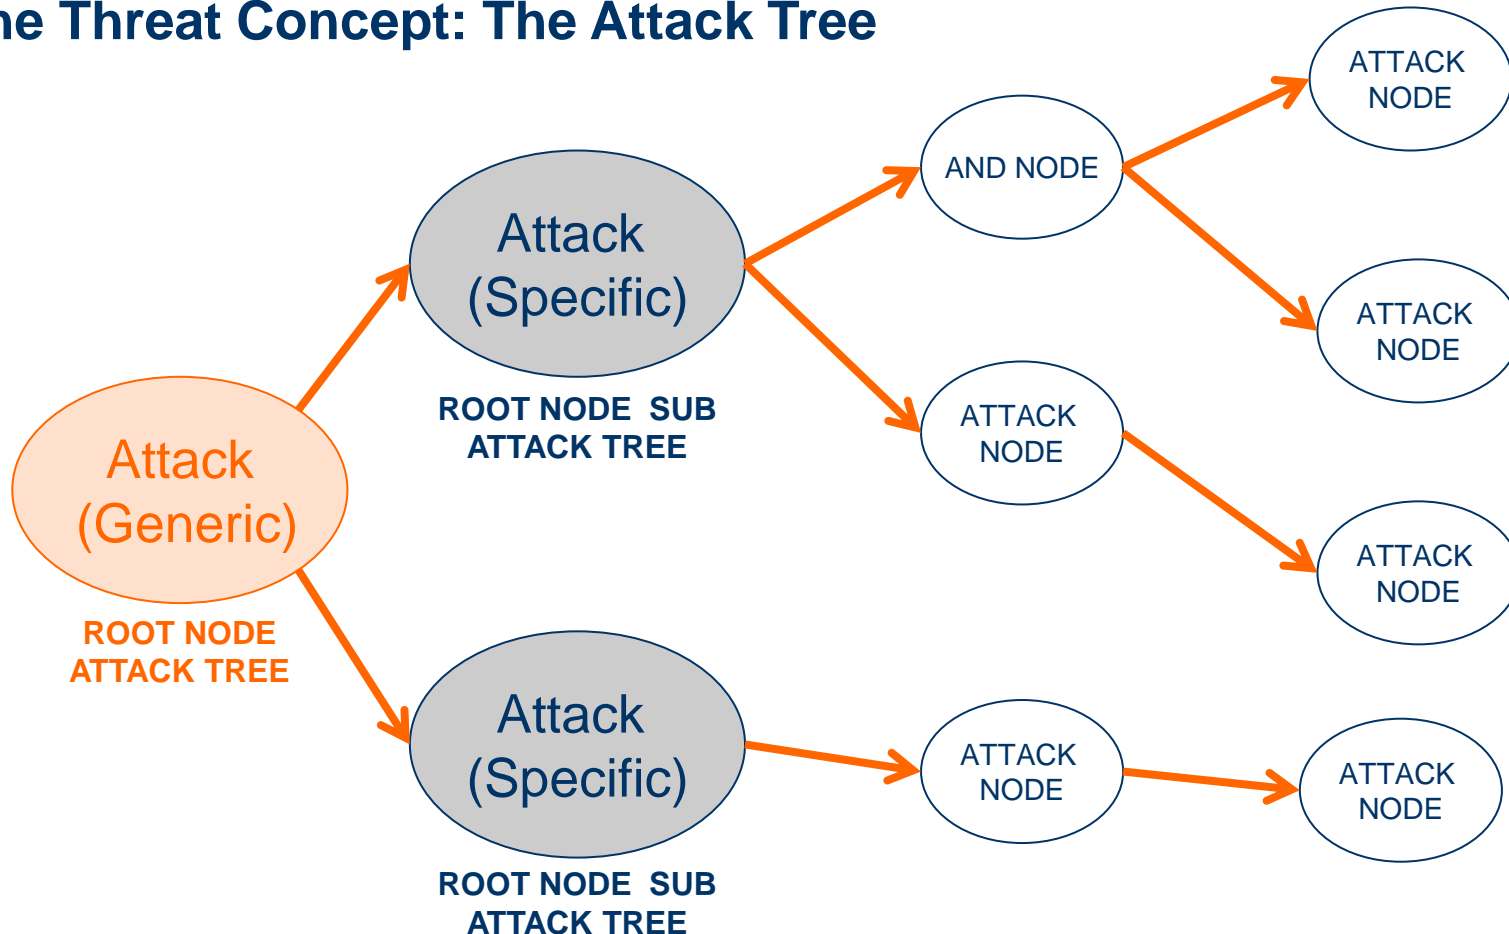 ne Threat Concept: The Attack Tree
ATTACK
NODE
AND NODE
Attack
(Specific)
ATTACK
NODE
ROOT NODE  SUB
ATTACK TREE
ATTACK
NODE
Attack
(Generic)
ATTACK
NODE
ROOT NODE
ATTACK TREE
Attack
(Specific)
ATTACK
NODE
ATTACK
NODE
ROOT NODE  SUB
ATTACK TREE